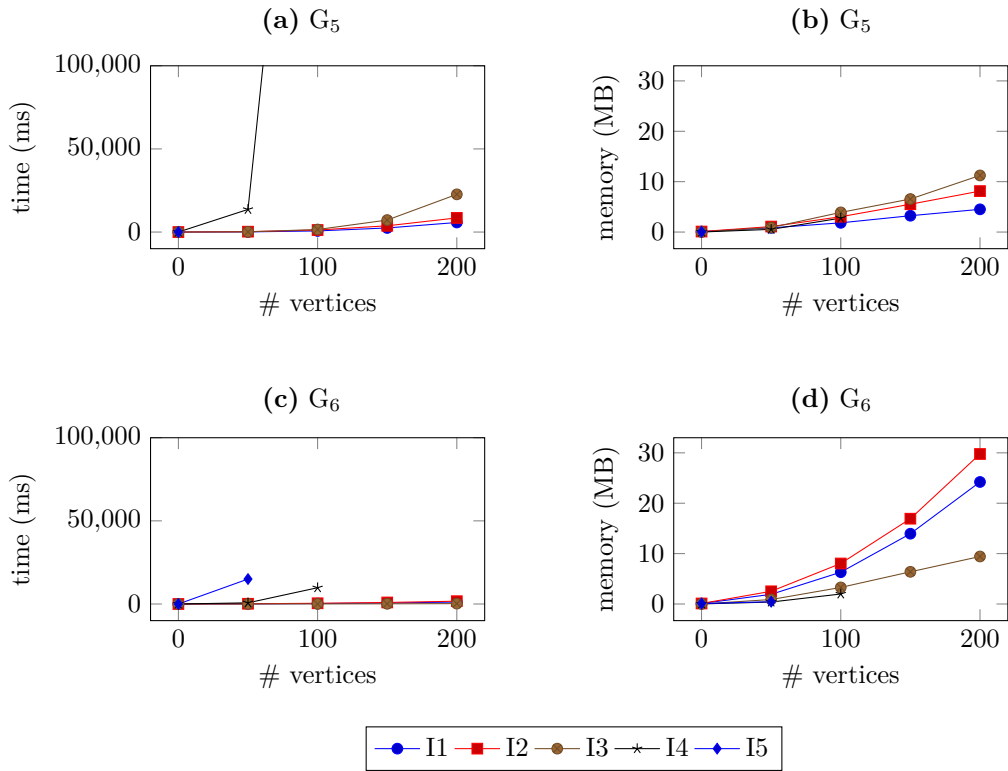 (a) G5
(b) G5
100,000
50,000
0
time (ms)
0 100 200
# vertices
30
20
10
0
memory (MB)
0 100 200
# vertices
(c) G6
(d) G6
100,000
50,000
0
time (ms)
0 100 200
# vertices
30
20
10
0
memory (MB)
0 100 200
# vertices
I1 I2 I3 I4 I5